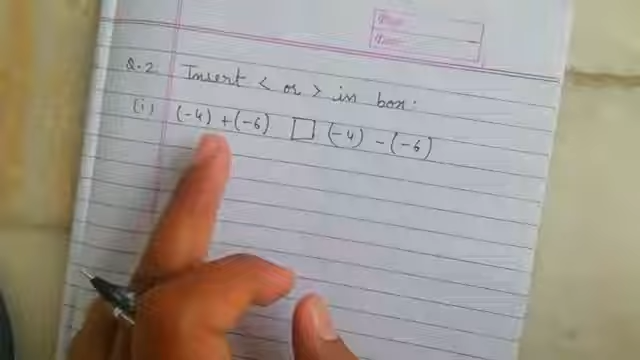 Q.2 Insert < or > in box.
(i) (-4) + (-6) □ (-4) - (-6)